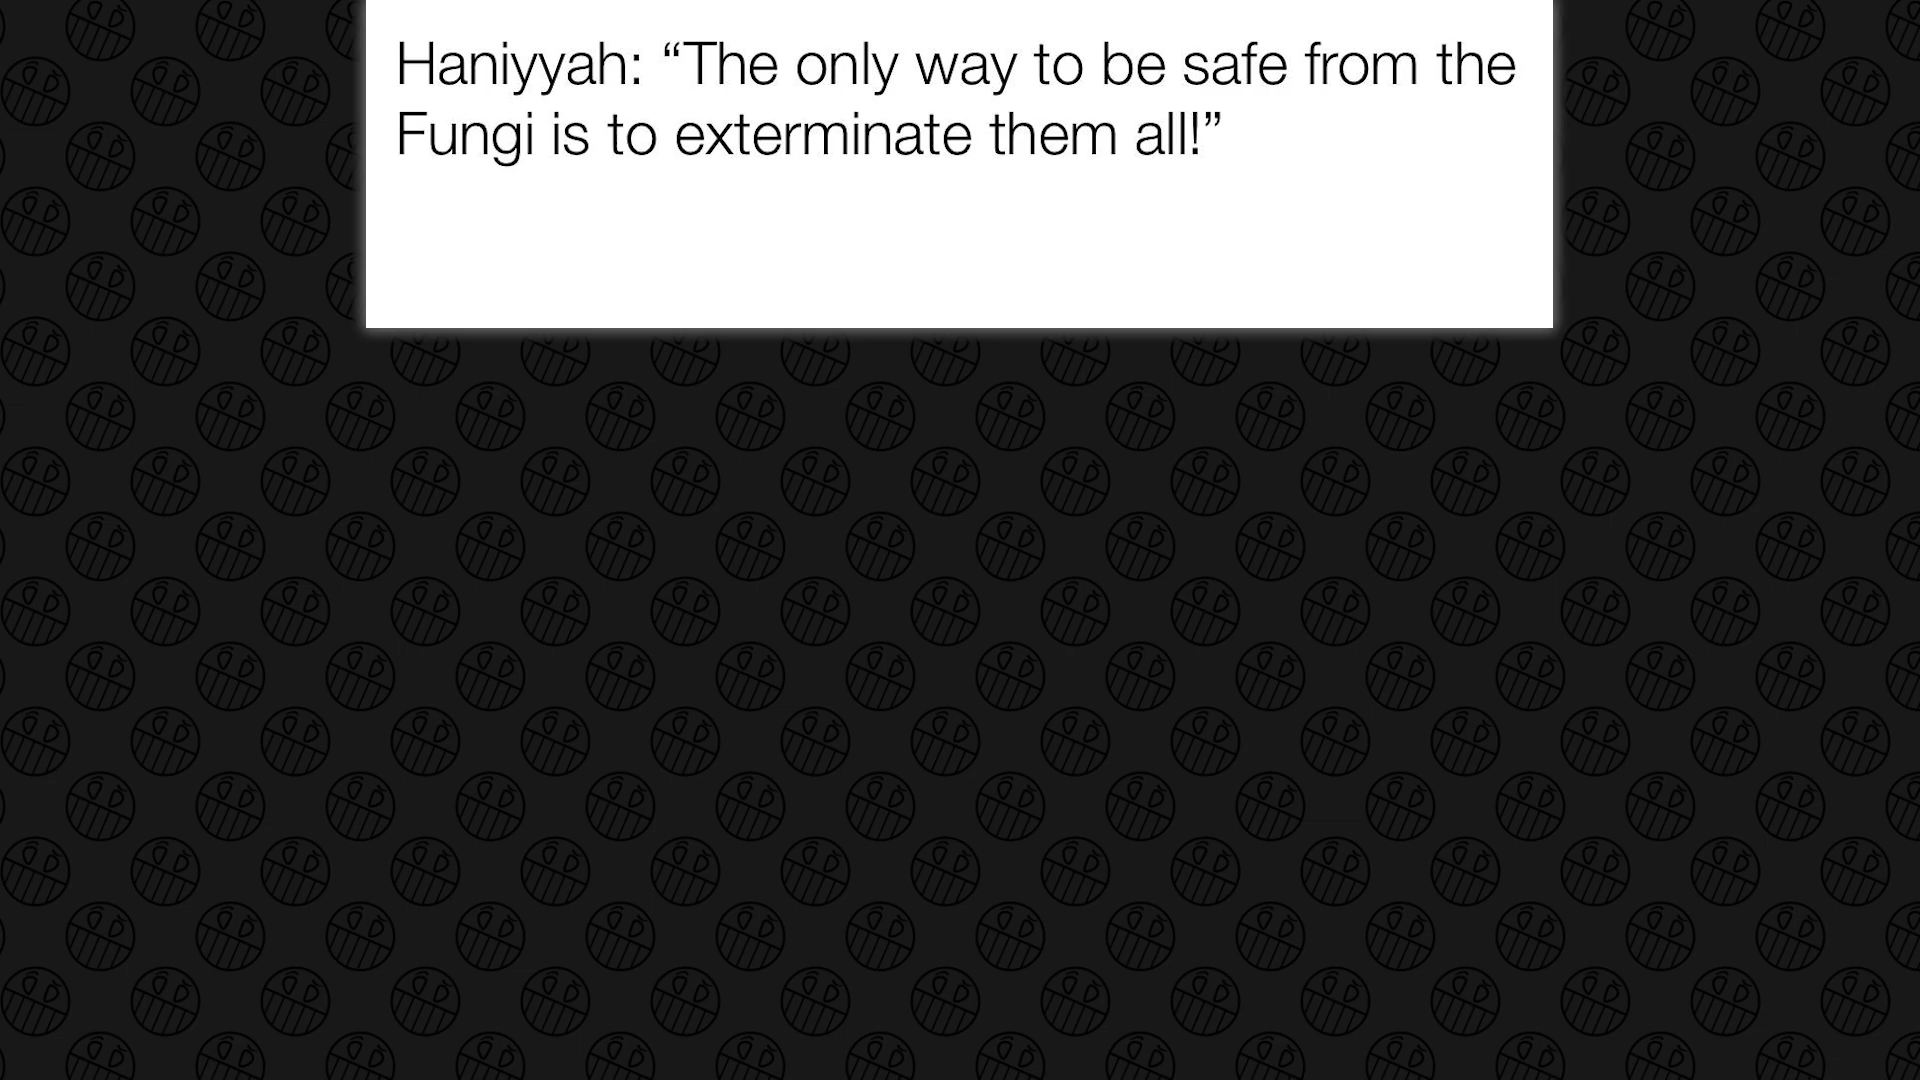 Haniyyah: “The only way to be safe from the
Fungi is to exterminate them all!”